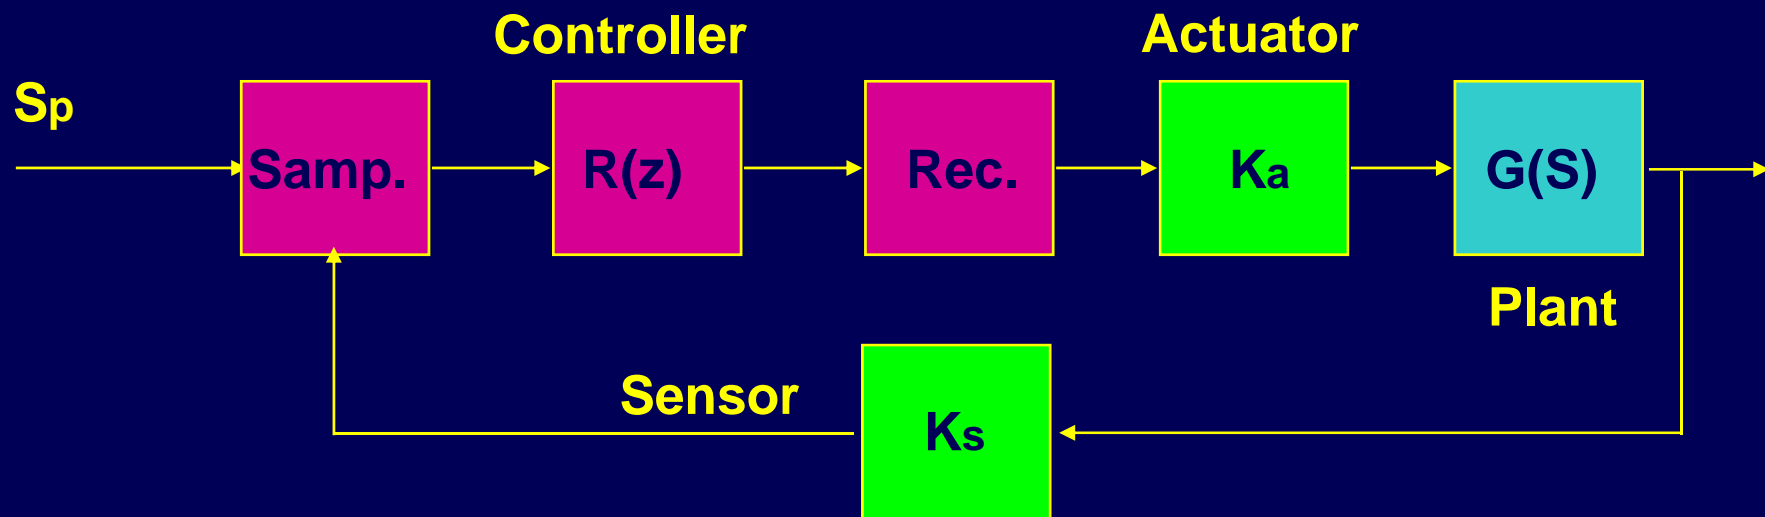 Controller
Actuator
Sp
Samp.
R(z)
Rec.
Ka
G(S)
Plant
Sensor
Ks